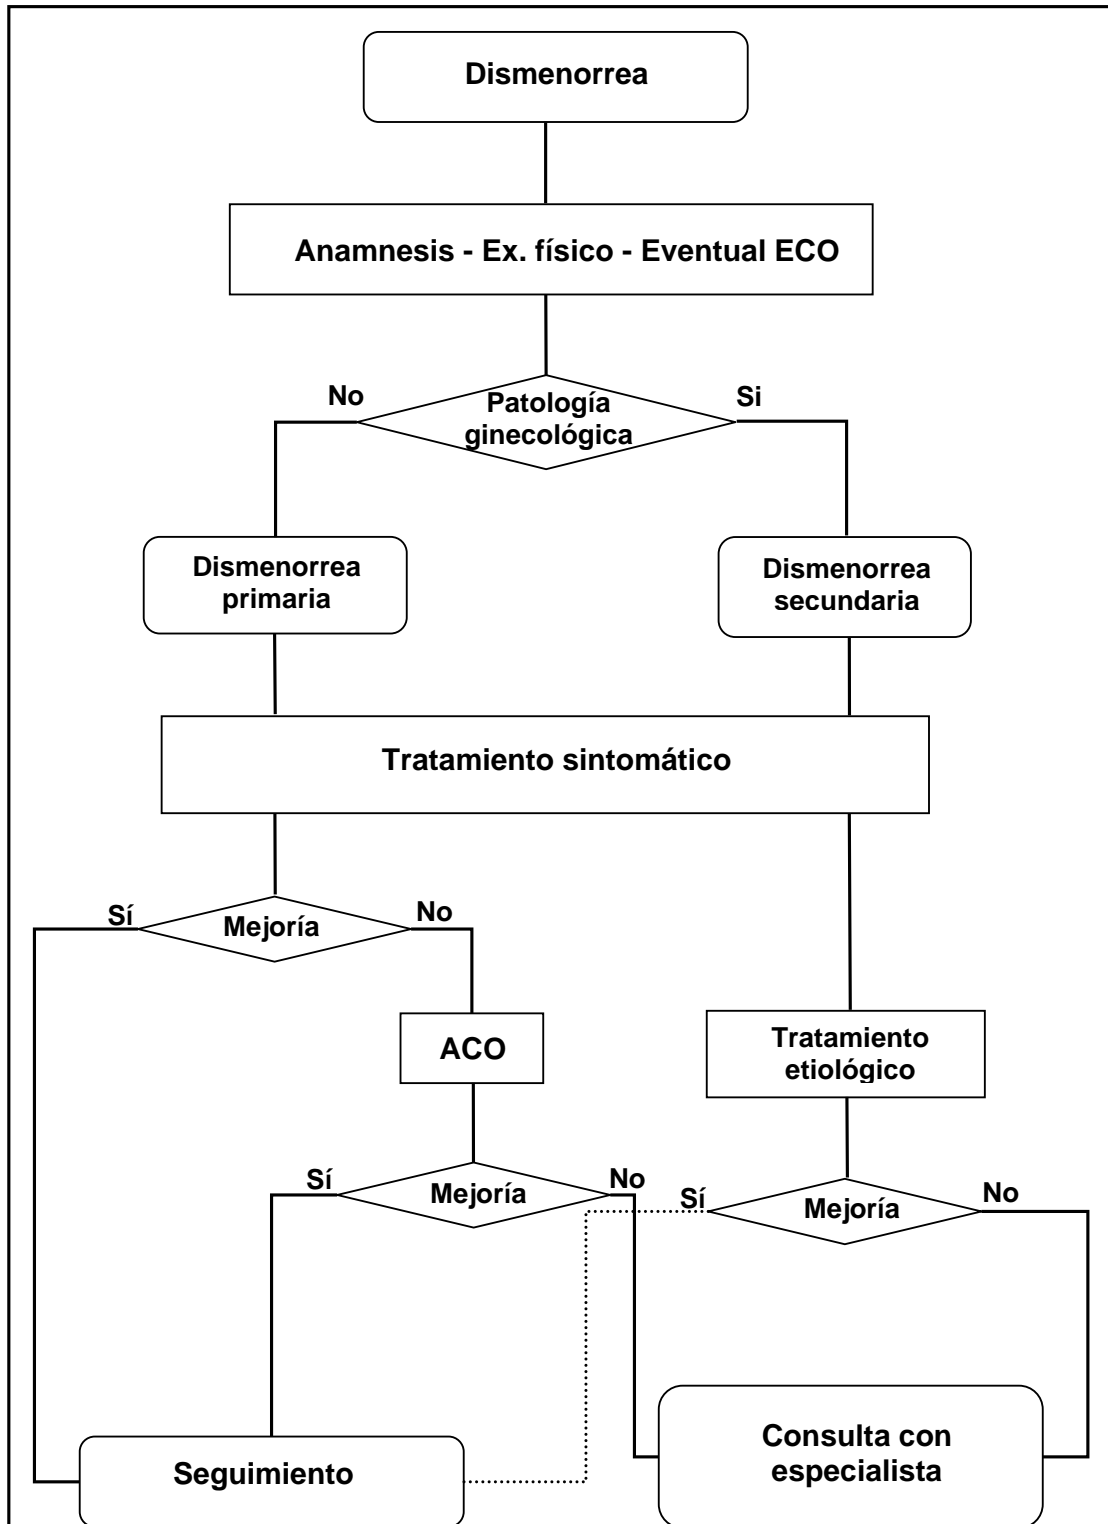 Dismenorrea
Anamnesis - Ex. físico - Eventual ECO
No
Si
Patología
ginecológica
Dismenorrea
primaria
Dismenorrea
secundaria
Tratamiento sintomático
Sí
Mejoría
No
ACO
Tratamiento
etiológico
Sí
Mejoría
No
Sí
Mejoría
No
Seguimiento
Consulta con
especialista